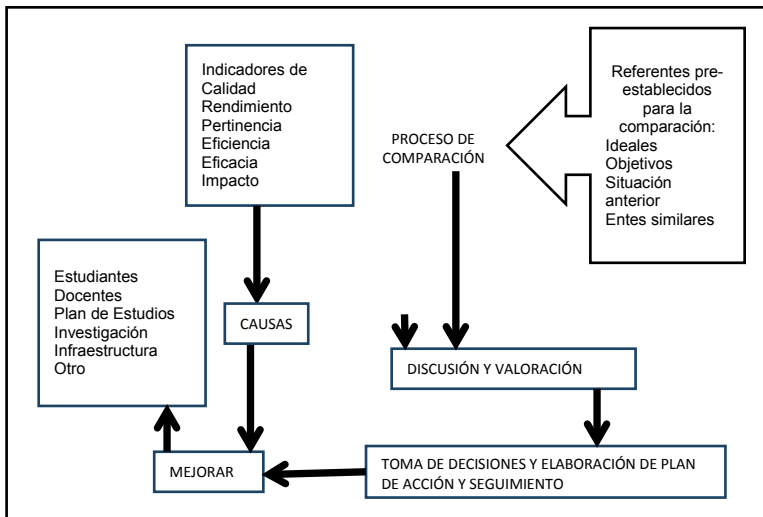 Indicadores de
Calidad
Rendimiento
Pertinencia
Eficiencia
Eficacia
Impacto
PROCESO DE
COMPARACIÓN
Referentes pre-
establecidos
para la
comparación:
Ideales
Objetivos
Situación
anterior
Entes similares
Estudiantes
Docentes
Plan de Estudios
Investigación
Infraestructura
Otro
CAUSAS
DISCUSIÓN Y VALORACIÓN
MEJORAR
TOMA DE DECISIONES Y ELABORACIÓN DE PLAN
DE ACCIÓN Y SEGUIMIENTO